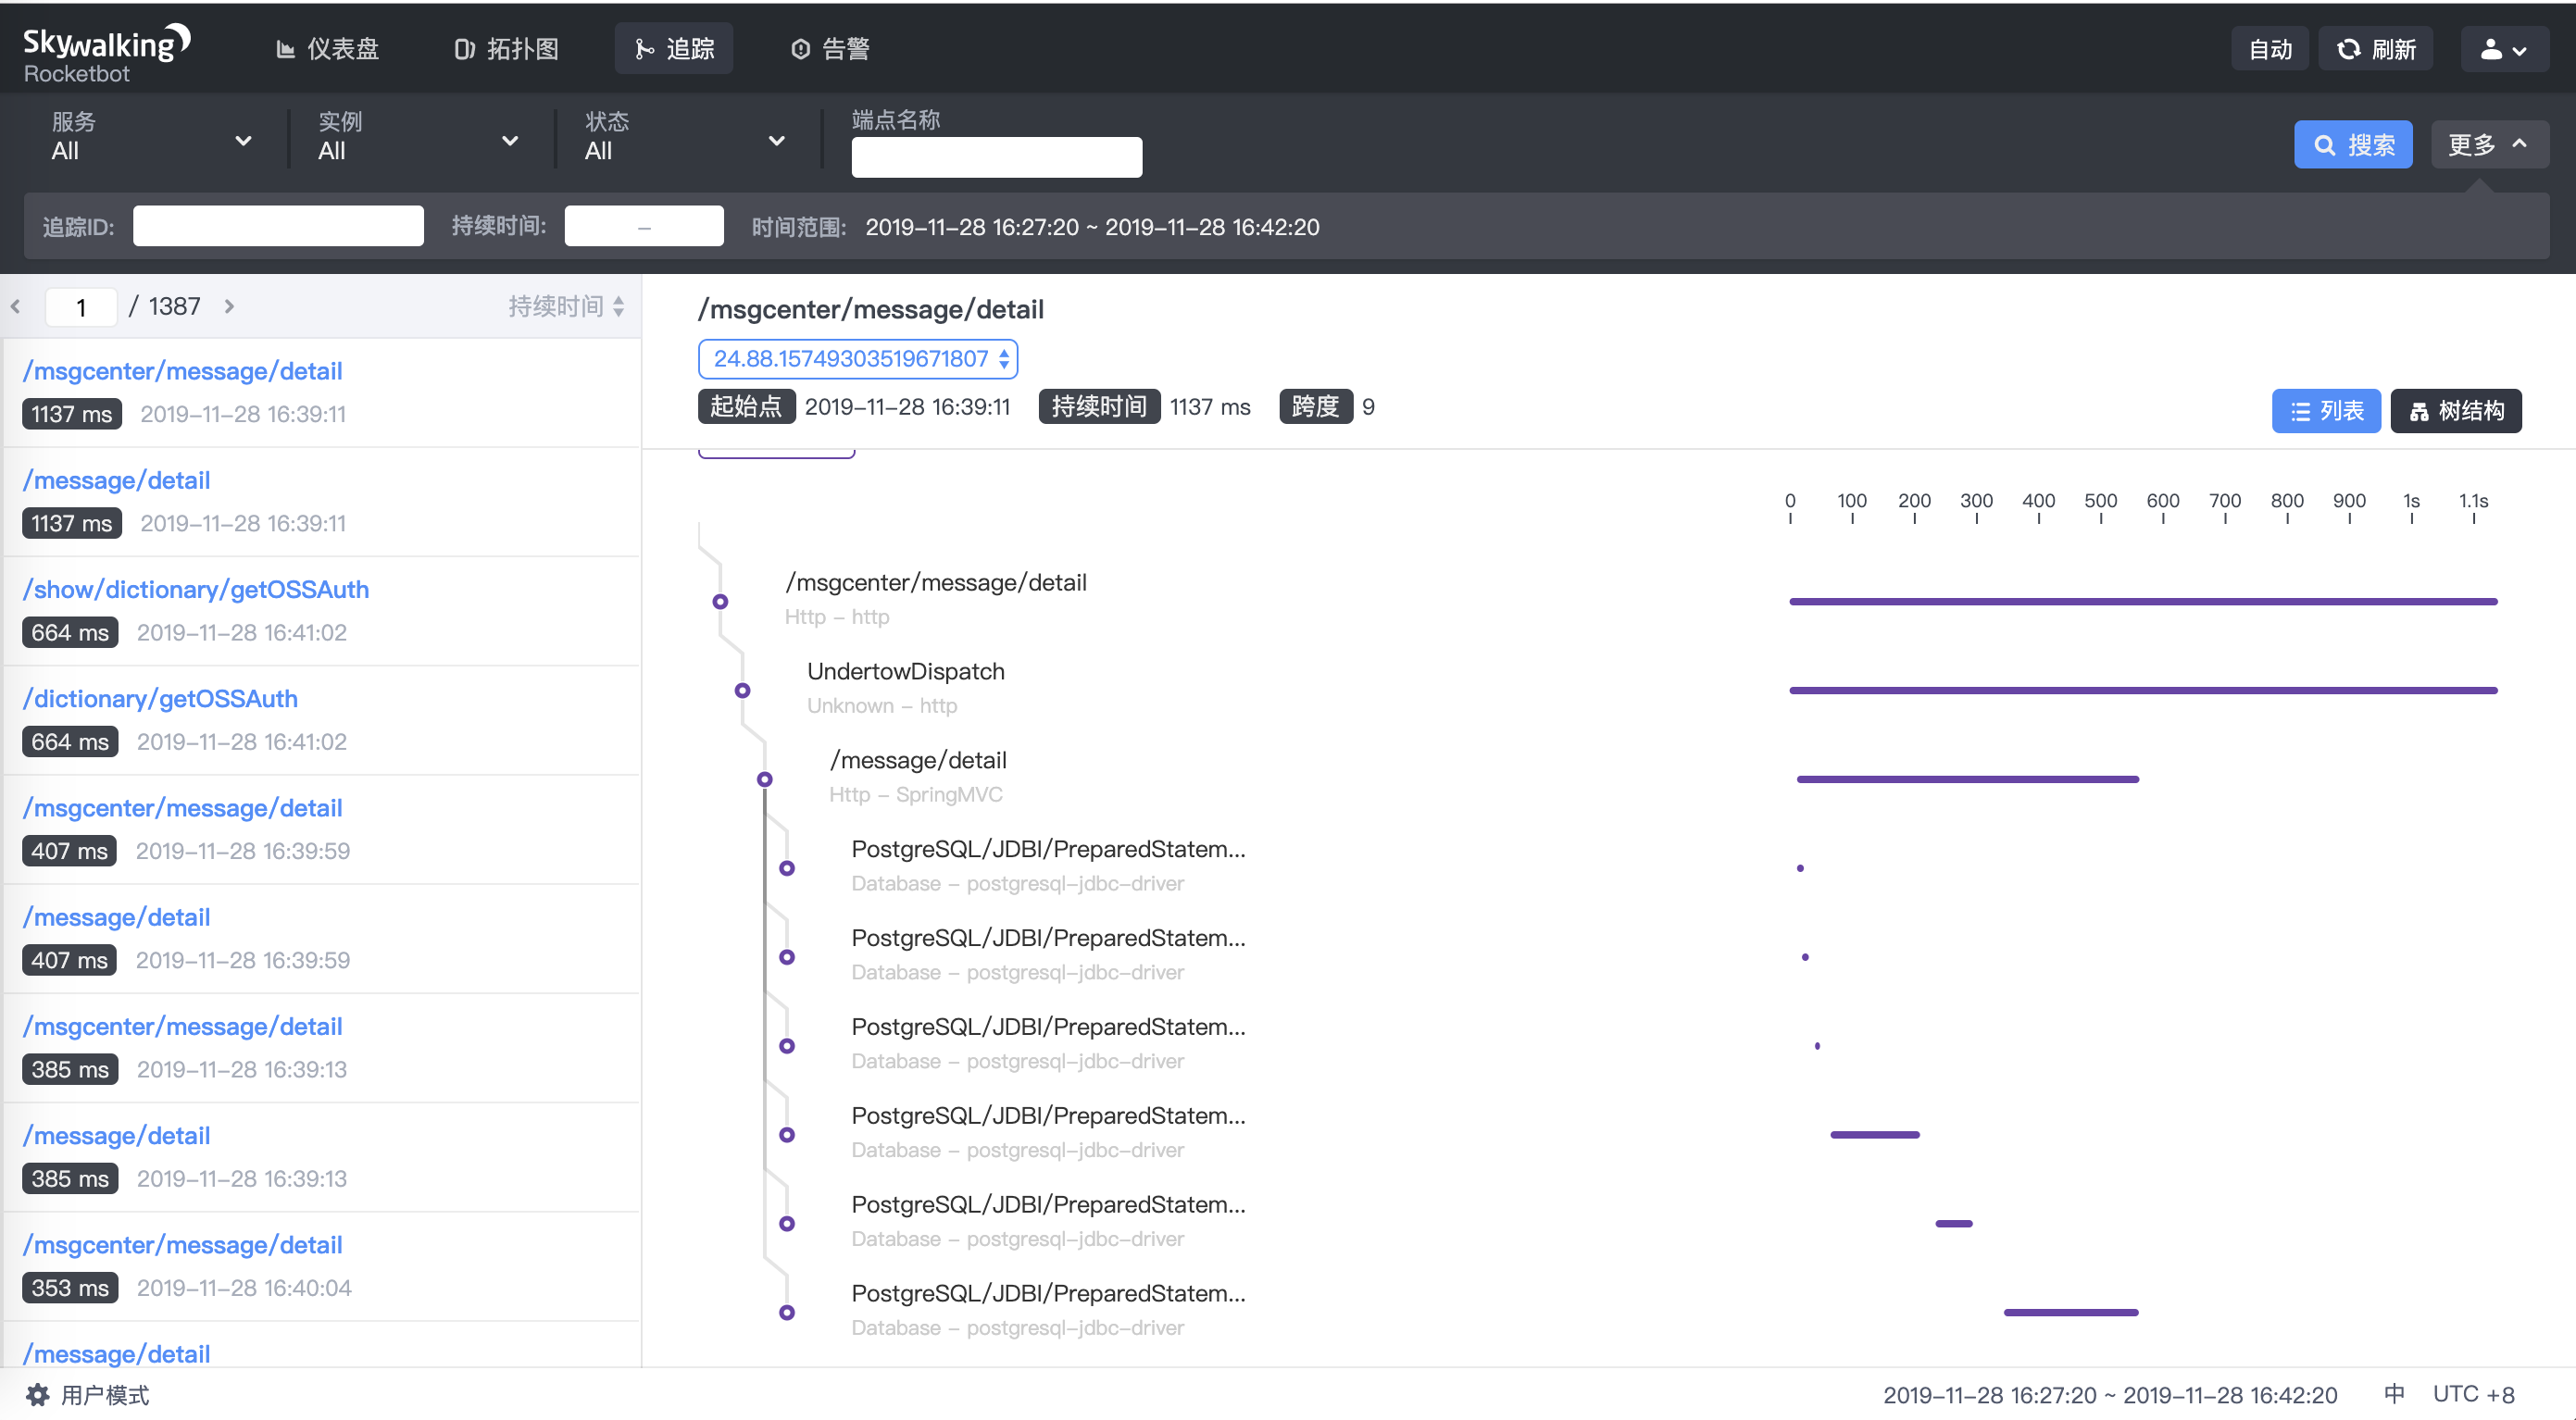 Skywalking
Rocketbot
仪表盘
拓扑图
追踪
告警
自动
刷新
服务
All
实例
All
状态
All
端点名称
搜索
更多
追踪ID:
持续时间:
–
时间范围:
2019-11-28 16:27:20 ~ 2019-11-28 16:42:20
1 / 1387
持续时间
/msgcenter/message/detail
1137 ms 2019-11-28 16:39:11
/message/detail
1137 ms 2019-11-28 16:39:11
/show/dictionary/getOSSAuth
664 ms 2019-11-28 16:41:02
/dictionary/getOSSAuth
664 ms 2019-11-28 16:41:02
/msgcenter/message/detail
407 ms 2019-11-28 16:39:59
/message/detail
407 ms 2019-11-28 16:39:59
/msgcenter/message/detail
385 ms 2019-11-28 16:39:13
/message/detail
385 ms 2019-11-28 16:39:13
/msgcenter/message/detail
353 ms 2019-11-28 16:40:04
/message/detail
/msgcenter/message/detail
24.88.15749303519671807
起始点 2019-11-28 16:39:11 持续时间 1137 ms 跨度 9
列表
树结构
0 100 200 300 400 500 600 700 800 900 1s 1.1s
/msgcenter/message/detail
Http - http
UndertowDispatch
Unknown - http
/message/detail
Http - SpringMVC
PostgreSQL/JDBI/PreparedStatem...
Database - postgresql-jdbc-driver
PostgreSQL/JDBI/PreparedStatem...
Database - postgresql-jdbc-driver
PostgreSQL/JDBI/PreparedStatem...
Database - postgresql-jdbc-driver
PostgreSQL/JDBI/PreparedStatem...
Database - postgresql-jdbc-driver
PostgreSQL/JDBI/PreparedStatem...
Database - postgresql-jdbc-driver
PostgreSQL/JDBI/PreparedStatem...
Database - postgresql-jdbc-driver
用户模式
2019-11-28 16:27:20 ~ 2019-11-28 16:42:20 中 UTC +8